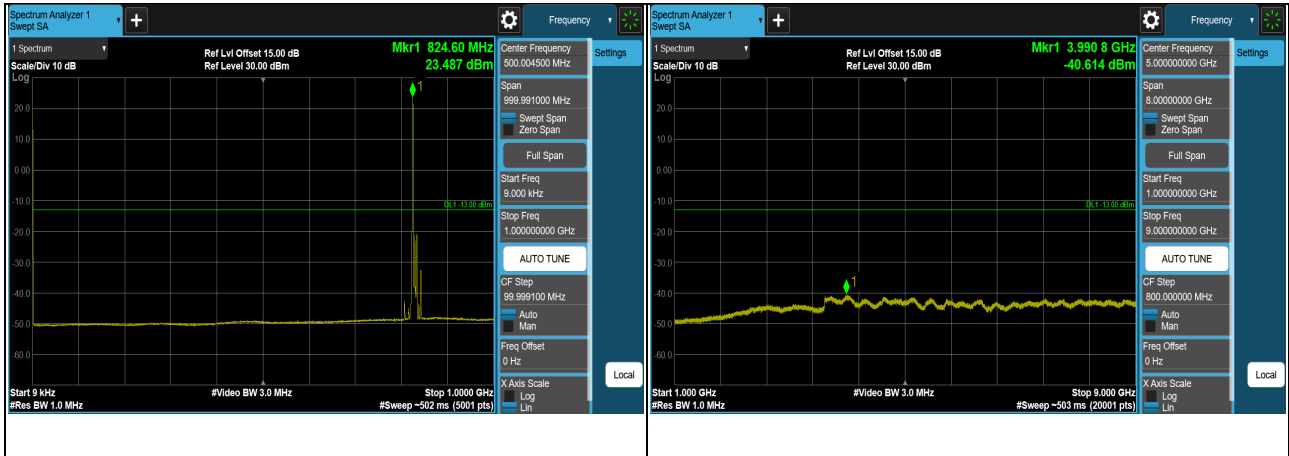 Spectrum Analyzer 1
Swept SA
Frequency
1 Spectrum
Scale/Div 10 dB
Ref Lvl Offset 15.00 dB
Ref Level 30.00 dBm
Mkr1 824.60 MHz
23.487 dBm
Log
1
20.0
10.0
0.00
-10.0
DL1 -13.00 dBm
-20.0
-30.0
-40.0
-50.0
-60.0
Start 9 kHz
#Video BW 3.0 MHz
Stop 1.0000 GHz
#Res BW 1.0 MHz
#Sweep ~502 ms (5001 pts)
Center Frequency
500.004500 MHz
Settings
Span
999.991000 MHz
Swept Span
Zero Span
Full Span
Start Freq
9.000 kHz
Stop Freq
1.000000000 GHz
AUTO TUNE
CF Step
99.999100 MHz
Auto
Man
Freq Offset
0 Hz
Local
X Axis Scale
Log
Lin
Spectrum Analyzer 1
Swept SA
Frequency
1 Spectrum
Scale/Div 10 dB
Ref Lvl Offset 15.00 dB
Ref Level 30.00 dBm
Mkr1 3.990 8 GHz
-40.614 dBm
Log
20.0
10.0
0.00
-10.0
DL1 -13.00 dBm
-20.0
-30.0
1
-40.0
-50.0
-60.0
Start 1.000 GHz
#Video BW 3.0 MHz
Stop 9.000 GHz
#Res BW 1.0 MHz
#Sweep ~503 ms (20001 pts)
Center Frequency
5.00000000 GHz
Settings
Span
8.00000000 GHz
Swept Span
Zero Span
Full Span
Start Freq
1.000000000 GHz
Stop Freq
9.000000000 GHz
AUTO TUNE
CF Step
800.000000 MHz
Auto
Man
Freq Offset
0 Hz
Local
X Axis Scale
Log
Lin